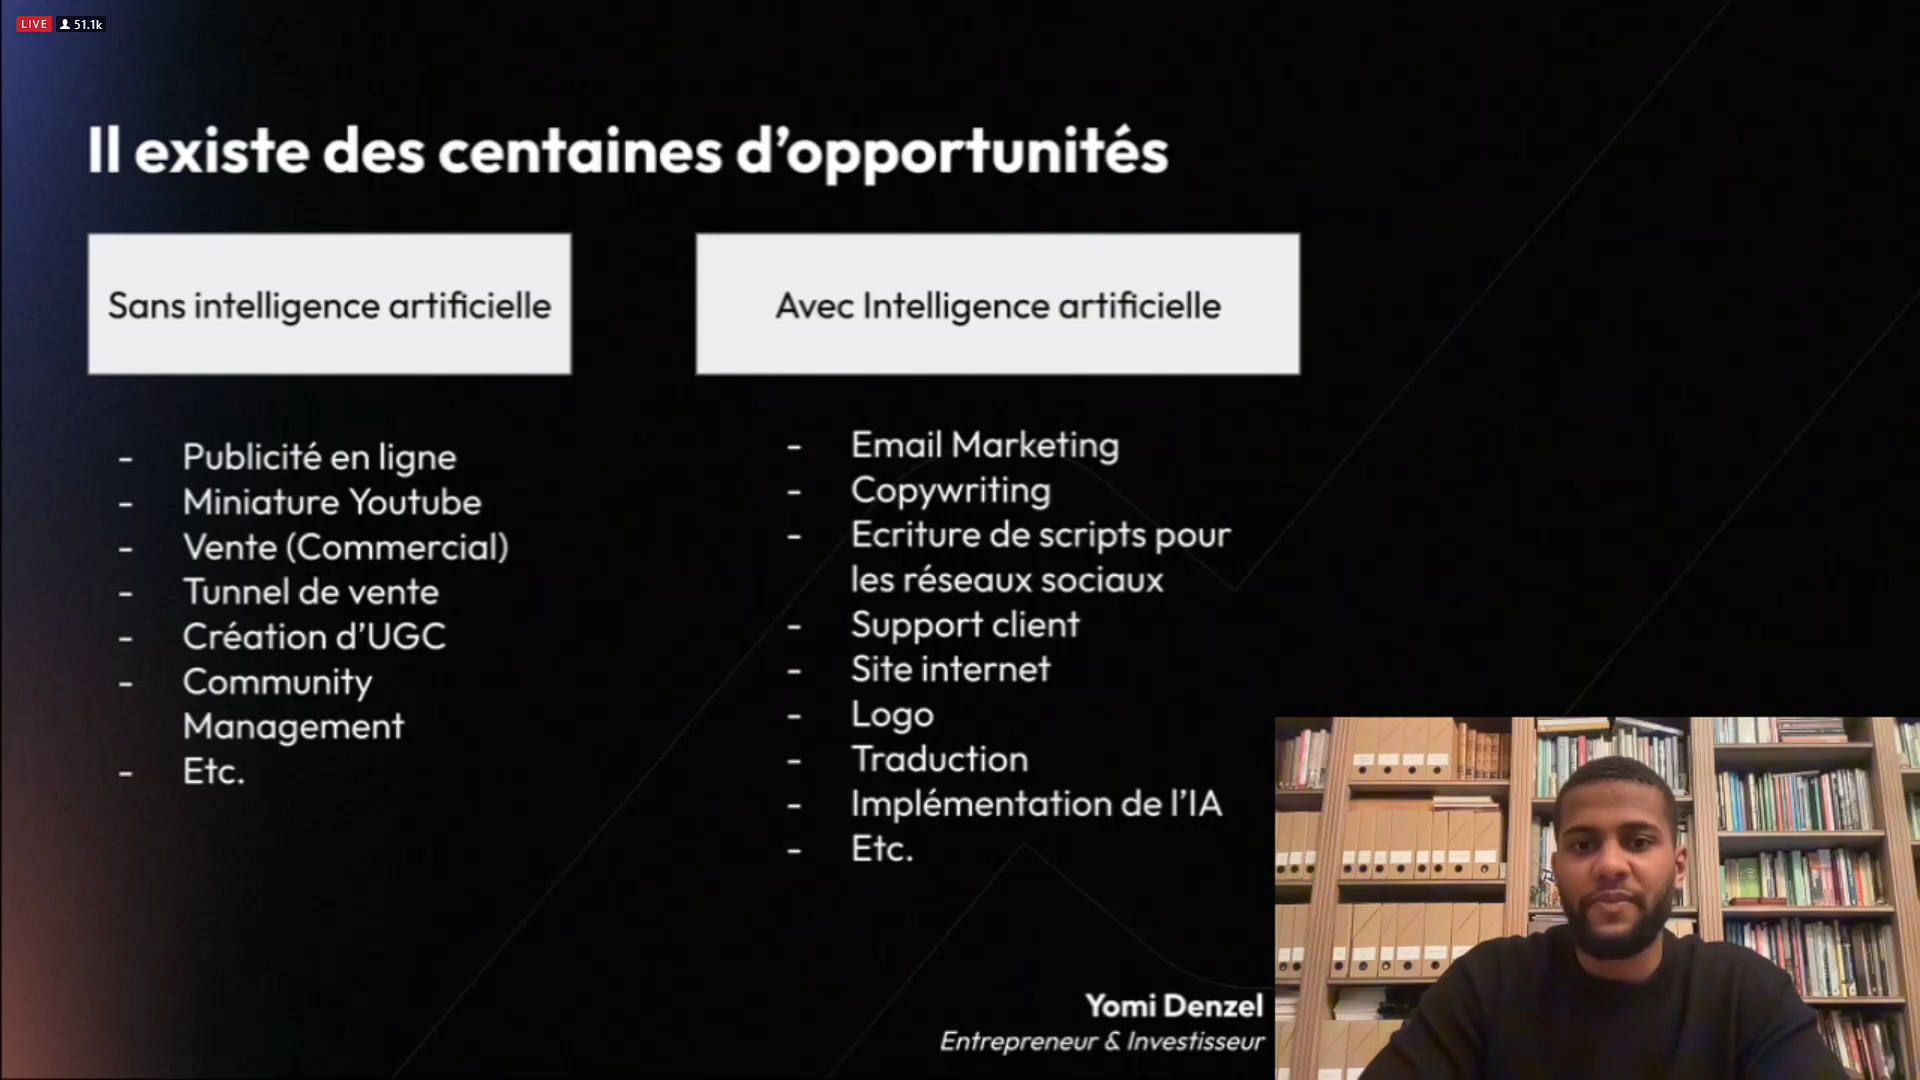 LIVE 51.1k
Il existe des centaines d'opportunités
Sans intelligence artificielle
- Publicité en ligne
- Miniature Youtube
- Vente (Commercial)
- Tunnel de vente
- Création d'UGC
- Community
Management
- Etc.
Avec Intelligence artificielle
- Email Marketing
- Copywriting
- Ecriture de scripts pour
les réseaux sociaux
- Support client
- Site internet
- Logo
- Traduction
- Implémentation de l'IA
- Etc.
Yomi Denzel
Entrepreneur & Investisseur